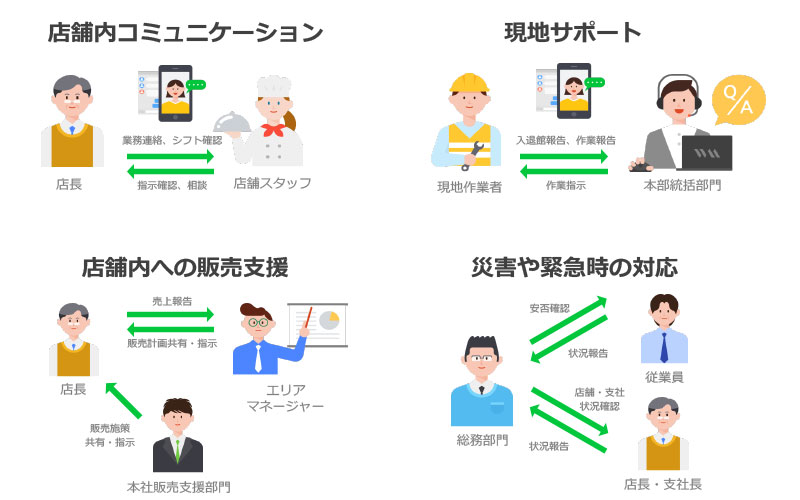 店舗内コミュニケーション
業務連絡、シフト確認
指示確認、相談
店長
店舗スタッフ
現地サポート
Q/A
入退館報告、作業報告
作業指示
現地作業者
本部統括部門
店舗内への販売支援
売上報告
販売計画共有・指示
店長
エリア
マネージャー
販売施策
共有・指示
本社販売支援部門
災害や緊急時の対応
安否確認
状況報告
従業員
総務部門
店舗・支社
状況確認
状況報告
店長・支社長